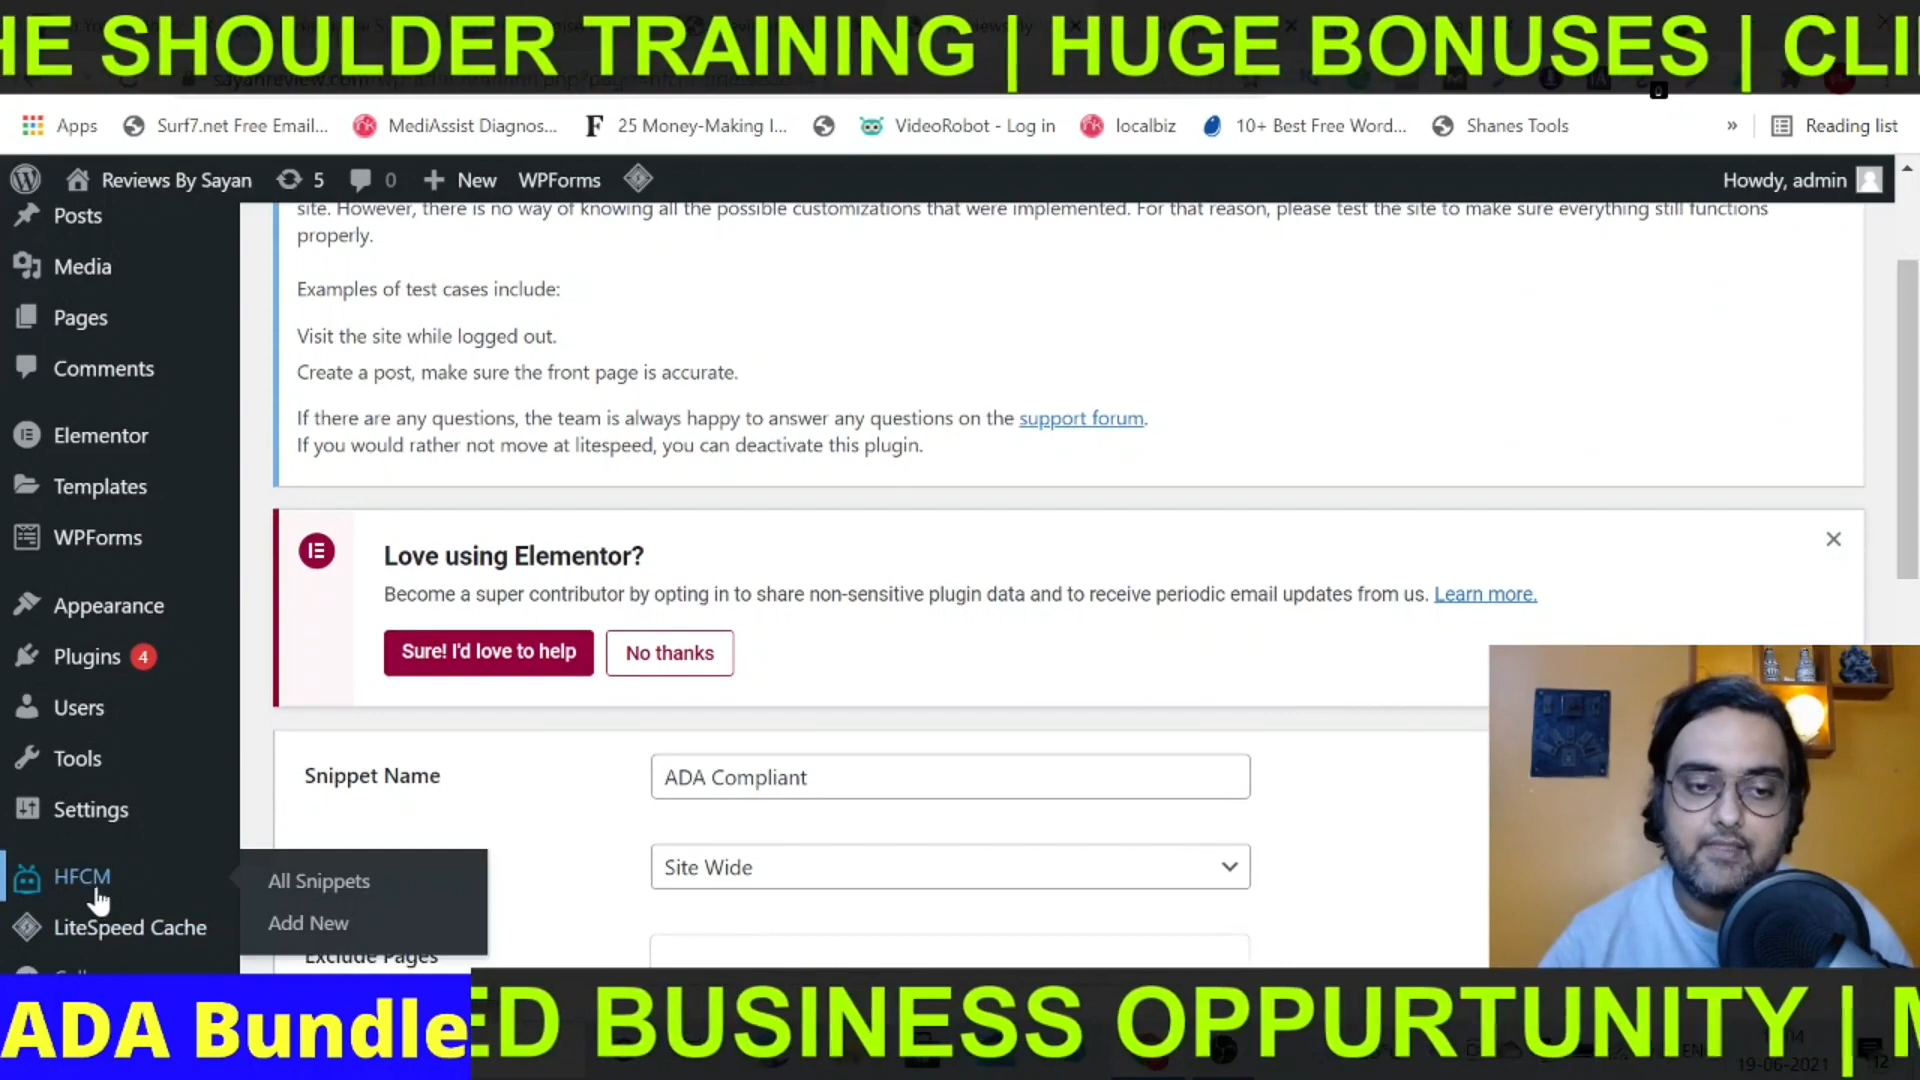 HE SHOULDER TRAINING | HUGE BONUSES | CLI
Apps
Surf7.net Free Email...
MediAssist Diagnos...
25 Money-Making I...
VideoRobot - Log in
localbiz
10+ Best Free Word...
Shanes Tools
»
Reading list
Reviews By Sayan
5
0
New
WPForms
Howdy, admin
Posts
Media
Pages
Comments
Elementor
Templates
WPForms
Appearance
Plugins 4
Users
Tools
Settings
HFCM
LiteSpeed Cache
All Snippets
Add New
site. However, there is no way of knowing all the possible customizations that were implemented. For that reason, please test the site to make sure everything still functions
properly.
Examples of test cases include:
Visit the site while logged out.
Create a post, make sure the front page is accurate.
If there are any questions, the team is always happy to answer any questions on the support forum.
If you would rather not move at litespeed, you can deactivate this plugin.
Love using Elementor?
Become a super contributor by opting in to share non-sensitive plugin data and to receive periodic email updates from us. Learn more.
Sure! I'd love to help
No thanks
Snippet Name
ADA Compliant
Site Wide
Exclude Pages
ADA Bundle
ED BUSINESS OPPURTUNITY | M
19-06-2021